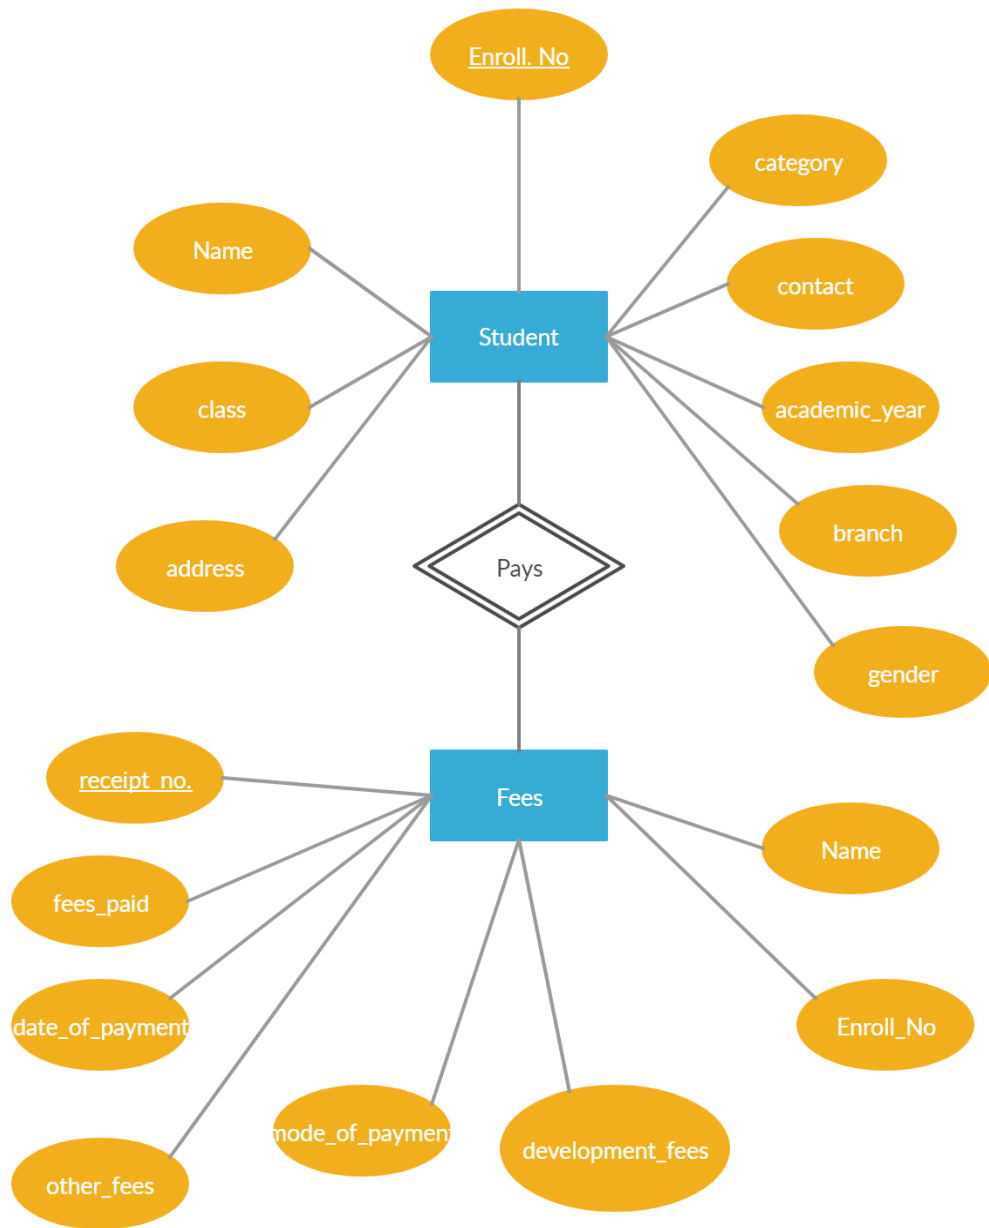 Enroll. No
category
Name
contact
Student
class
academic_year
branch
address
Pays
gender
receipt_no.
Fees
Name
fees_paid
date_of_payment
Enroll_No
mode_of_payment
development_fees
other_fees